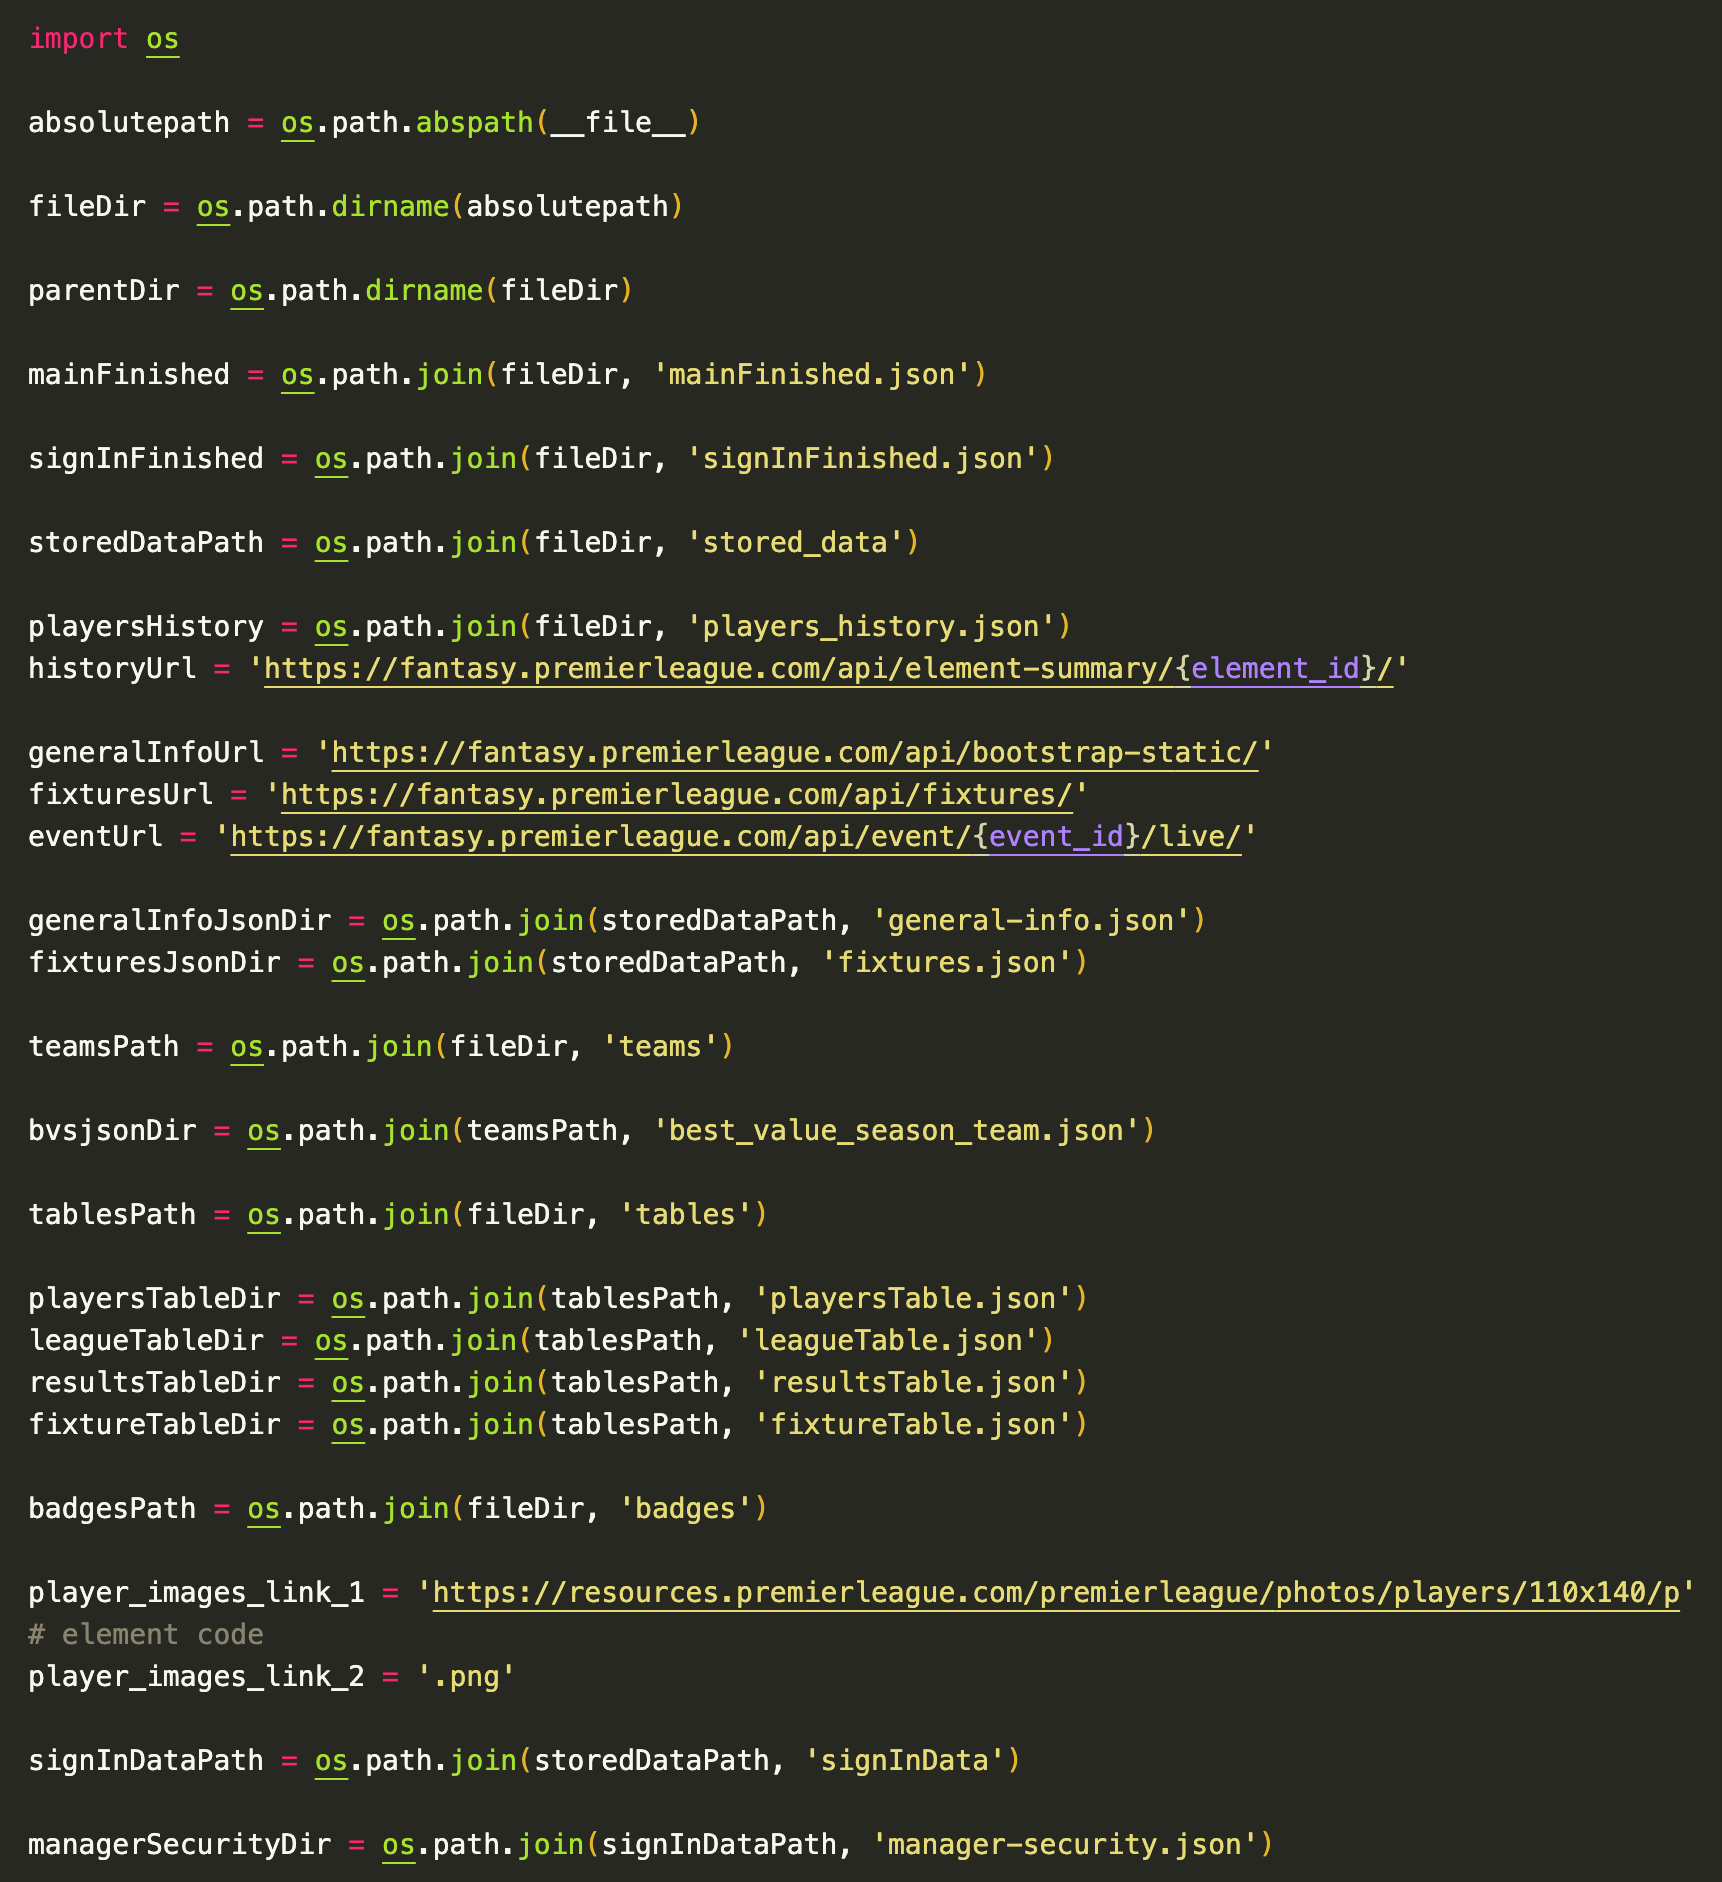 import os
absolutepath = os.path.abspath(__file__)
fileDir = os.path.dirname(absolutepath)
parentDir = os.path.dirname(fileDir)
mainFinished = os.path.join(fileDir, 'mainFinished.json')
signInFinished = os.path.join(fileDir, 'signInFinished.json')
storedDataPath = os.path.join(fileDir, 'stored_data')
playersHistory = os.path.join(fileDir, 'players_history.json')
historyUrl = 'https://fantasy.premierleague.com/api/element-summary/{element_id}/'
generalInfoUrl = 'https://fantasy.premierleague.com/api/bootstrap-static/'
fixturesUrl = 'https://fantasy.premierleague.com/api/fixtures/'
eventUrl = 'https://fantasy.premierleague.com/api/event/{event_id}/live/'
generalInfoJsonDir = os.path.join(storedDataPath, 'general-info.json')
fixturesJsonDir = os.path.join(storedDataPath, 'fixtures.json')
teamsPath = os.path.join(fileDir, 'teams')
bvsjsonDir = os.path.join(teamsPath, 'best_value_season_team.json')
tablesPath = os.path.join(fileDir, 'tables')
playersTableDir = os.path.join(tablesPath, 'playersTable.json')
leagueTableDir = os.path.join(tablesPath, 'leagueTable.json')
resultsTableDir = os.path.join(tablesPath, 'resultsTable.json')
fixtureTableDir = os.path.join(tablesPath, 'fixtureTable.json')
badgesPath = os.path.join(fileDir, 'badges')
player_images_link_1 = 'https://resources.premierleague.com/premierleague/photos/players/110x140/p'
# element code
player_images_link_2 = '.png'
signInDataPath = os.path.join(storedDataPath, 'signInData')
managerSecurityDir = os.path.join(signInDataPath, 'manager-security.json')